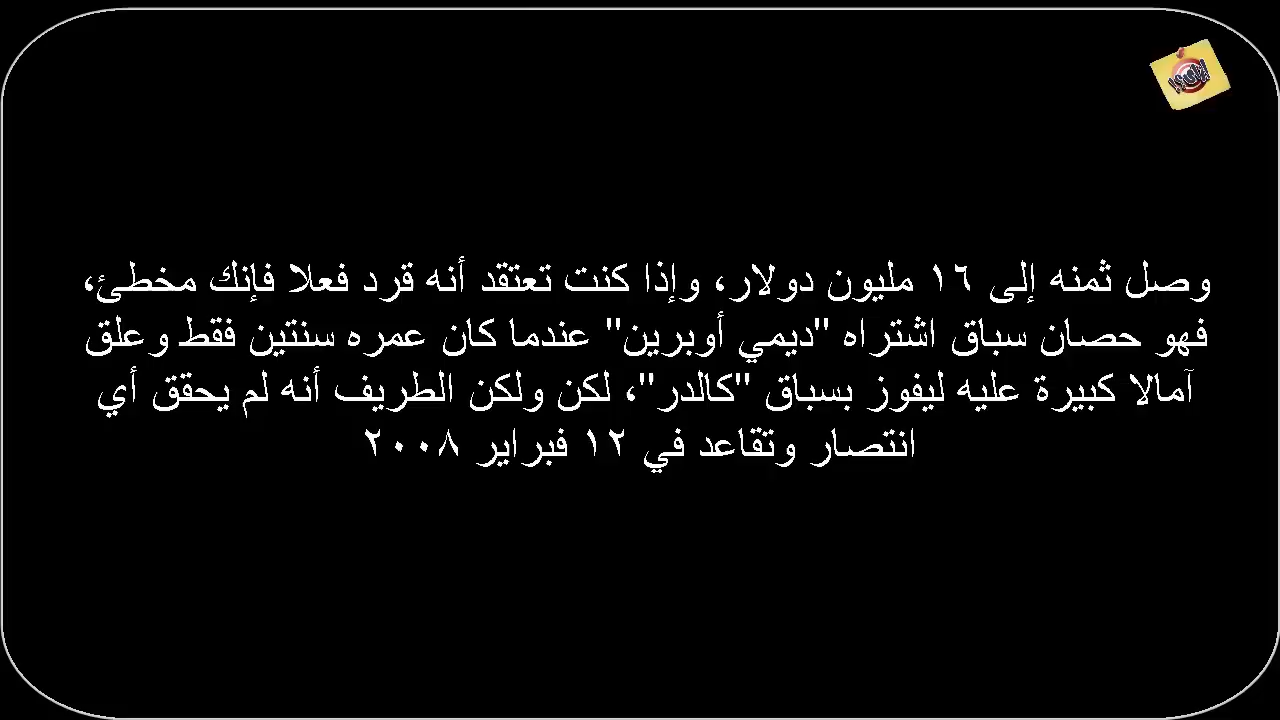 وصل ثمنه إلى ١٦ مليون دولار، وإذا كنت تعتقد أنه قرد فعلا فإنك مخطئ،
فهو حصان سباق اشتراه "ديمي أوبرين" عندما كان عمره سنتين فقط وعلق
آمالا كبيرة عليه ليفوز بسباق "كالدر"، لكن ولكن الطريف أنه لم يحقق أي
انتصار وتقاعد في ١٢ فبراير ٢٠٠٨